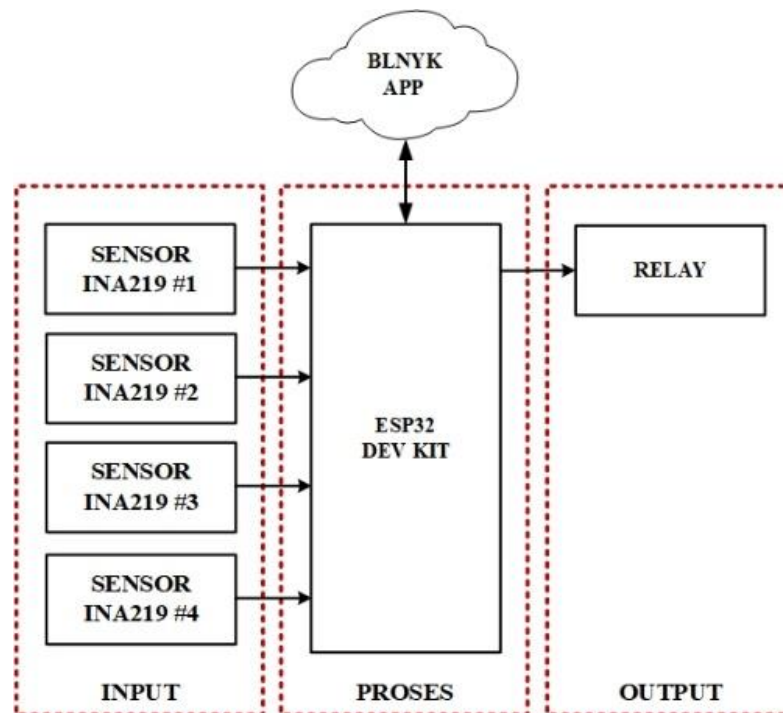 BLNYK
APP
SENSOR
INA219 #1
SENSOR
INA219 #2
SENSOR
INA219 #3
SENSOR
INA219 #4
ESP32
DEV KIT
RELAY
INPUT
PROSES
OUTPUT